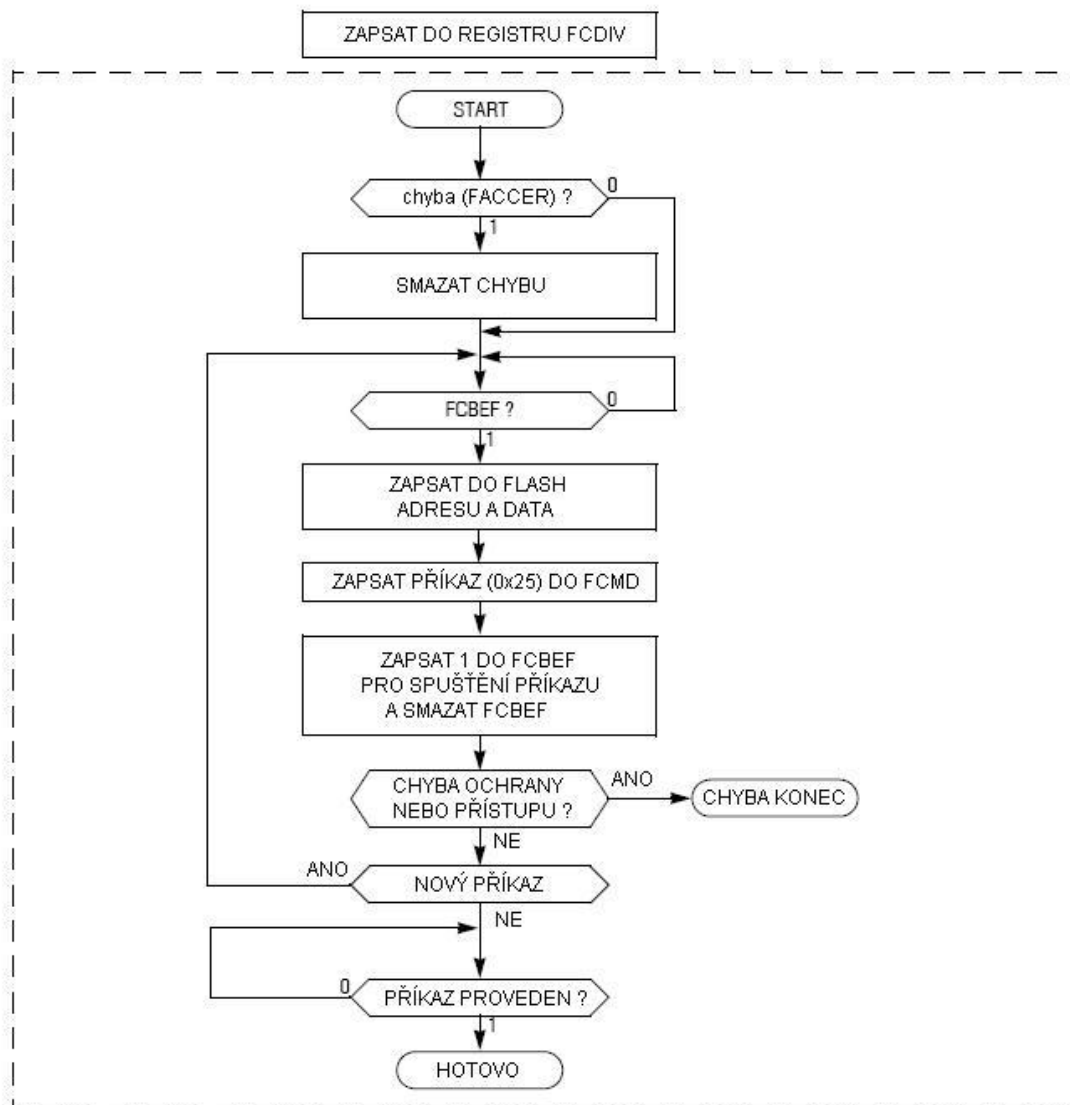 ZAPSAT DO REGISTRU FCDIV
START
chyba (FACCER) ?
0
1
SMAZAT CHYBU
FCBEF ?
0
1
ZAPSAT DO FLASH
ADRESU A DATA
ZAPSAT PŘÍKAZ (0x25) DO FCMD
ZAPSAT 1 DO FCBEF
PRO SPUŠŤĚNÍ PŘÍKAZU
A SMAZAT FCBEF
CHYBA OCHRANY
NEBO PŘÍSTUPU ?
ANO
CHYBA KONEC
NE
ANO
NOVÝ PŘÍKAZ
NE
0
PŘÍKAZ PROVEDEN ?
1
HOTOVO